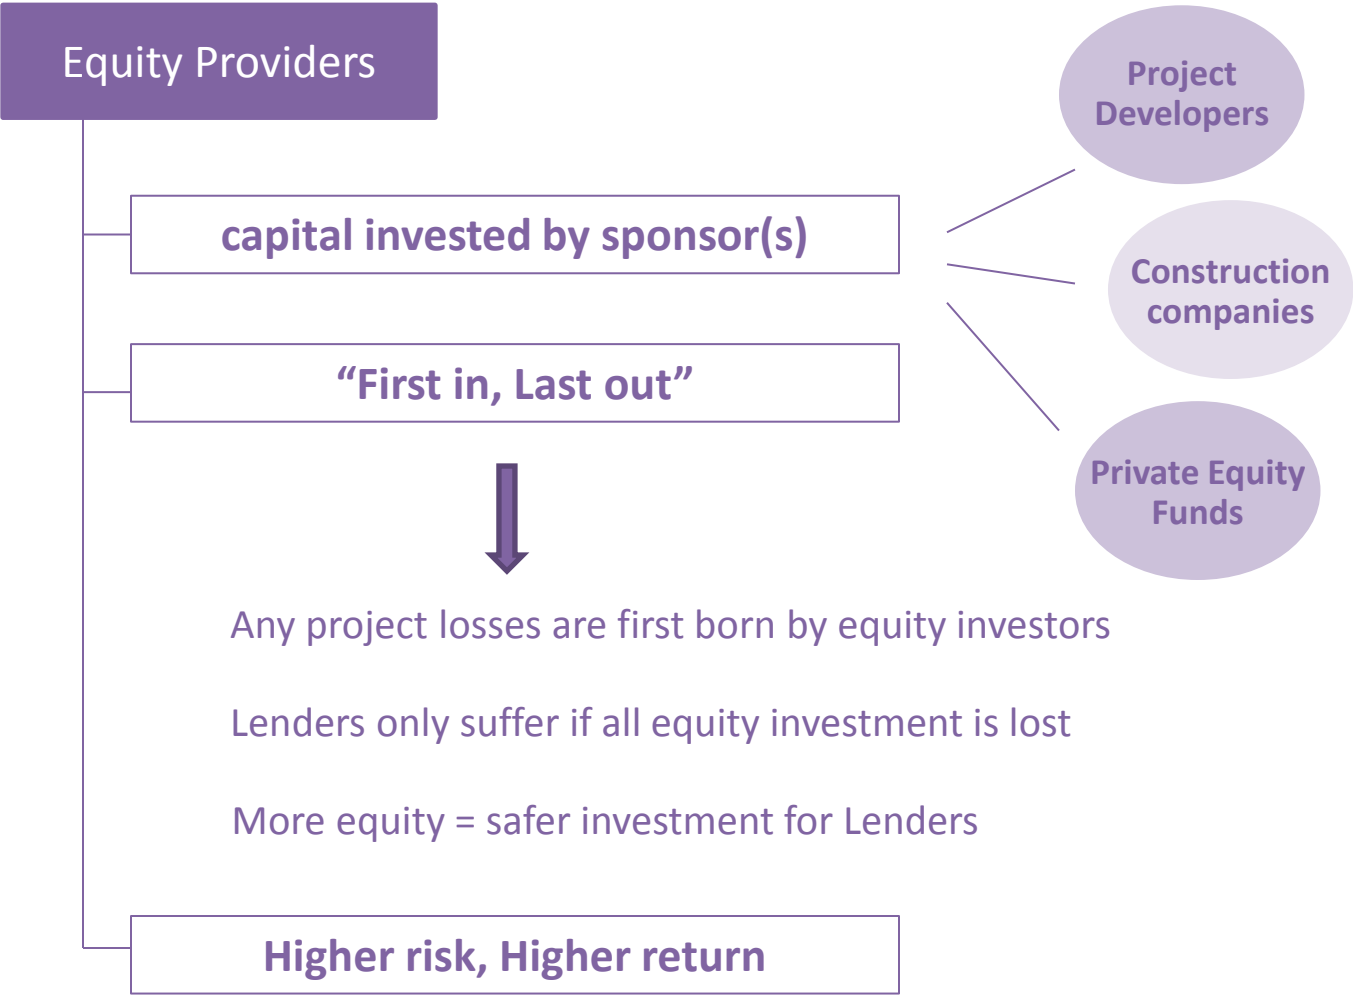 Equity Providers
Project
Developers
capital invested by sponsor(s)
Construction
companies
“First in, Last out”
Private Equity
Funds
Any project losses are first born by equity investors
Lenders only suffer if all equity investment is lost
More equity = safer investment for Lenders
Higher risk, Higher return